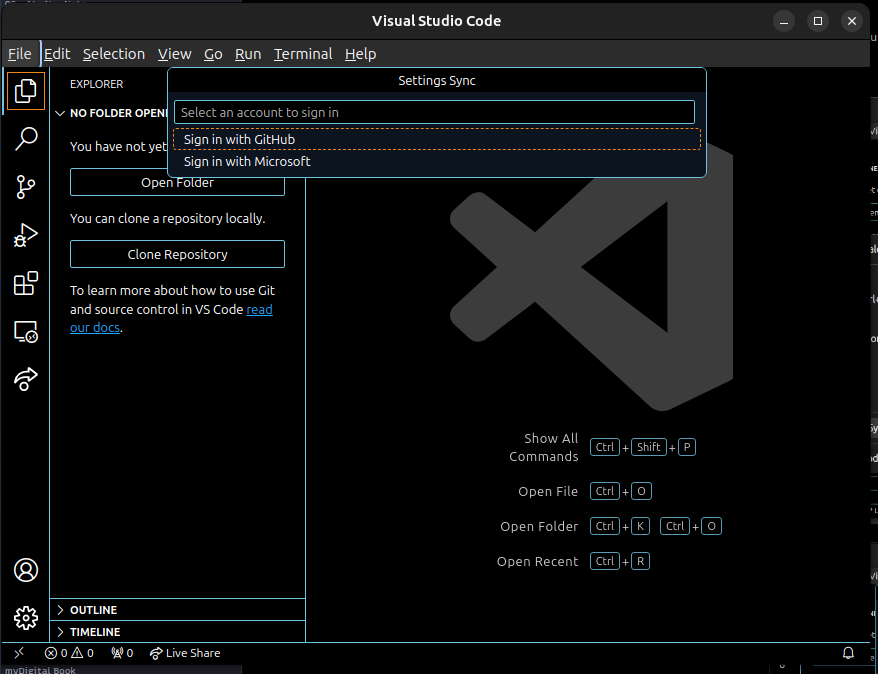 Visual Studio Code
File Edit Selection View Go Run Terminal Help
Settings Sync
Select an account to sign in
Sign in with GitHub
Sign in with Microsoft
EXPLORER
NO FOLDER OPEN
You have not yet
Open Folder
You can clone a repository locally.
Clone Repository
To learn more about how to use Git
and source control in VS Code read
our docs.
Show All
Commands
Ctrl + Shift + P
Open File Ctrl + O
Open Folder Ctrl + K Ctrl + O
Open Recent Ctrl + R
OUTLINE
TIMELINE
0 0 0 Live Share
myDigital Book